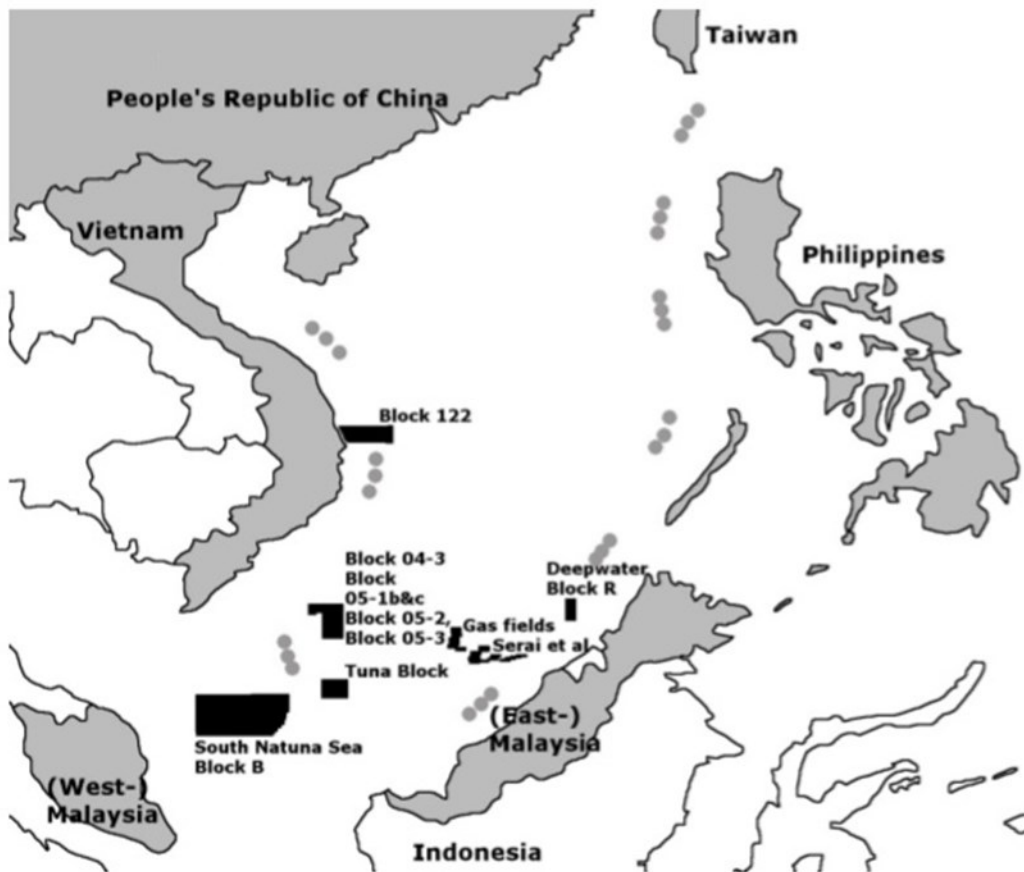 Taiwan
People's Republic of China
Vietnam
Philippines
Block 122
Block 04-3
Block
05-1b&c
Block 05-2,
Block 05-3
Deepwater
Block R
Gas fields
Serai et al
Tuna Block
South Natuna Sea
Block B
(East-)
Malaysia
(West-)
Malaysia
Indonesia